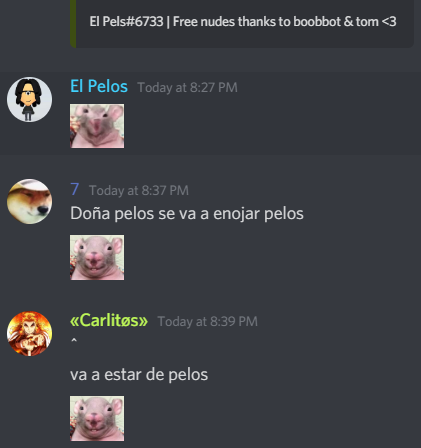 El Pels#6733 | Free nudes thanks to boobbot & tom <3
El Pelos Today at 8:27 PM
7 Today at 8:37 PM
Doña pelos se va a enojar pelos
«Carlitøs» Today at 8:39 PM
^
va a estar de pelos